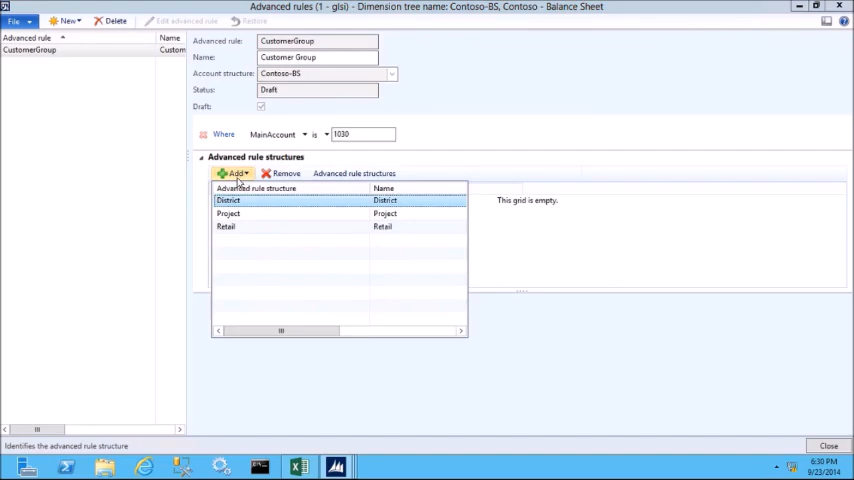 Advanced rules (1 - glsi) - Dimension tree name: Contoso-BS, Contoso - Balance Sheet
File New Delete Edit advanced rule Restore
Advanced rule Name
CustomerGroup Custom
Advanced rule: CustomerGroup
Name: Customer Group
Account structure: Contoso-BS
Status: Draft
Draft:
Where MainAccount is 1030
Advanced rule structures
Add Remove Advanced rule structures
Advanced rule structure Name
District District
Project Project
Retail Retail
This grid is empty.
Identifies the advanced rule structure
Close
6:30 PM
9/23/2014